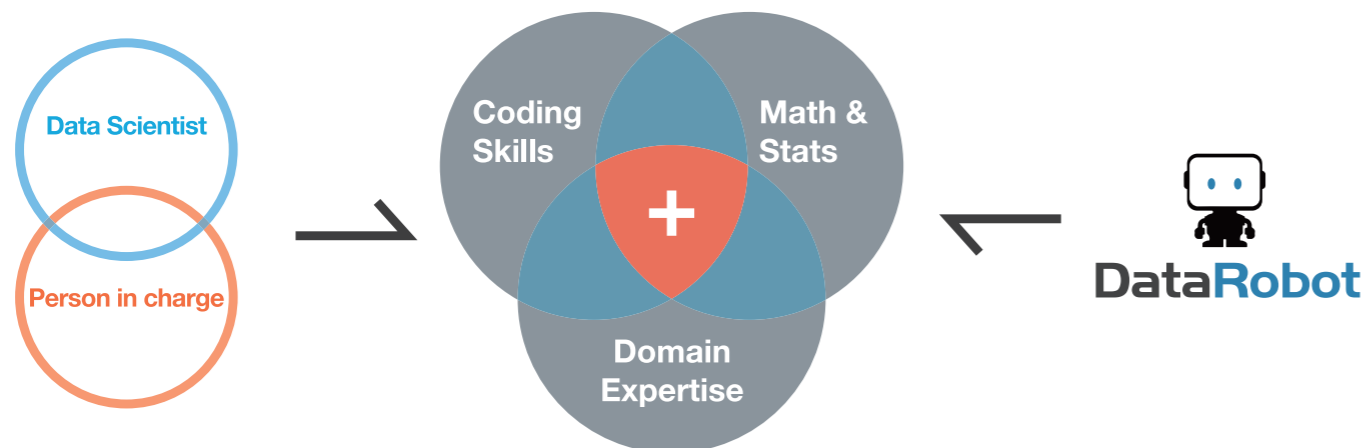 Data Scientist
Person in charge
Coding
Skills
Math &
Stats
+
Domain
Expertise
DataRobot